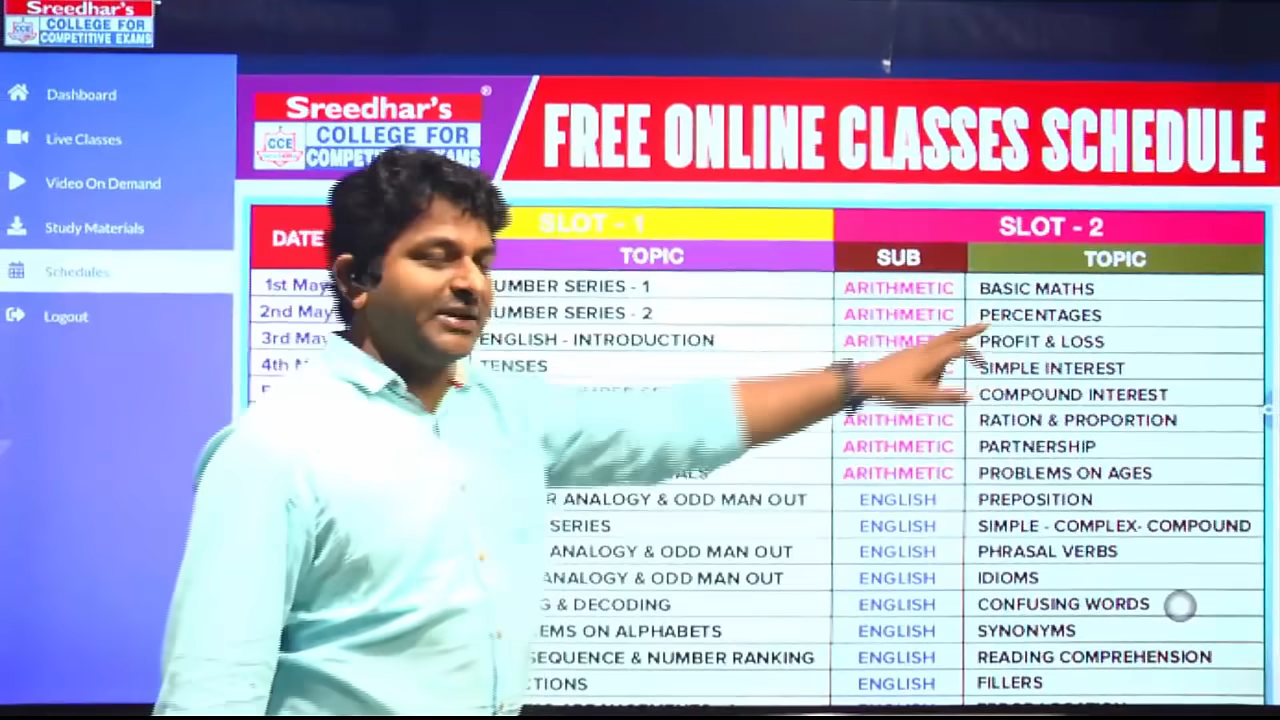 Sreedhar's
CCE
COLLEGE FOR
COMPETITIVE EXAMS
Dashboard
Live Classes
Video On Demand
Study Materials
Schedules
Logout
Sreedhar's ®
CCE
COLLEGE FOR
EXAMS
FREE ONLINE CLASSES SCHEDULE
DATE SLOT - 1 SLOT - 2
TOPIC SUB TOPIC
1st May UMBER SERIES - 1 ARITHMETIC BASIC MATHS
2nd May UMBER SERIES - 2 ARITHMETIC PERCENTAGES
3rd May ENGLISH - INTRODUCTION ARITHME PROFIT & LOSS
4th TENSES SIMPLE INTEREST
COMPOUND INTEREST
ARITHMETIC RATION & PROPORTION
ARITHMETIC PARTNERSHIP
ARITHMETIC PROBLEMS ON AGES
R ANALOGY & ODD MAN OUT ENGLISH PREPOSITION
SERIES ENGLISH SIMPLE - COMPLEX- COMPOUND
ANALOGY & ODD MAN OUT ENGLISH PHRASAL VERBS
ANALOGY & ODD MAN OUT ENGLISH IDIOMS
G & DECODING ENGLISH CONFUSING WORDS
EMS ON ALPHABETS ENGLISH SYNONYMS
SEQUENCE & NUMBER RANKING ENGLISH READING COMPREHENSION
CTIONS ENGLISH FILLERS